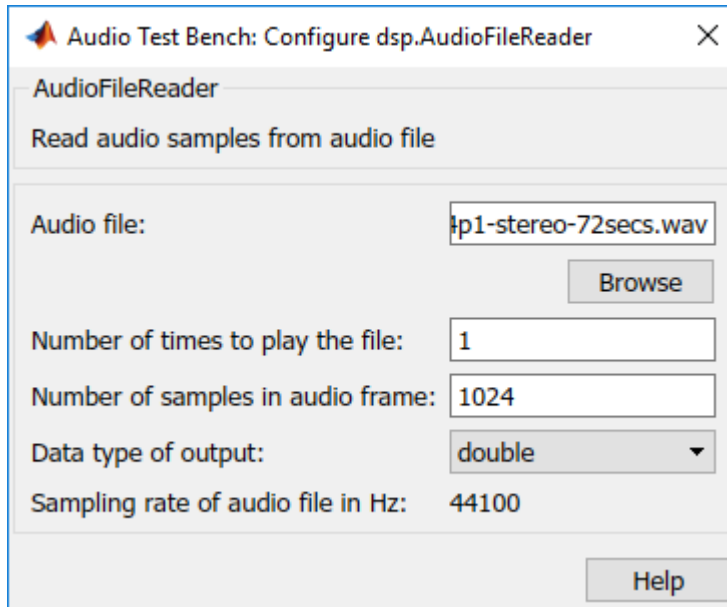 Audio Test Bench: Configure dsp.AudioFileReader
AudioFileReader
Read audio samples from audio file
Audio file: 4p1-stereo-72secs.wav
Browse
Number of times to play the file: 1
Number of samples in audio frame: 1024
Data type of output: double
Sampling rate of audio file in Hz: 44100
Help